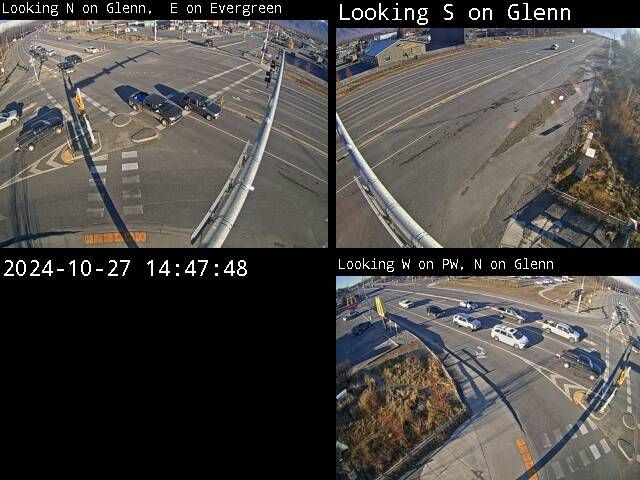 Looking N on Glenn,  E on Evergreen
Looking S on Glenn
2024-10-27 14:47:48
Looking W on PW, N on Glenn